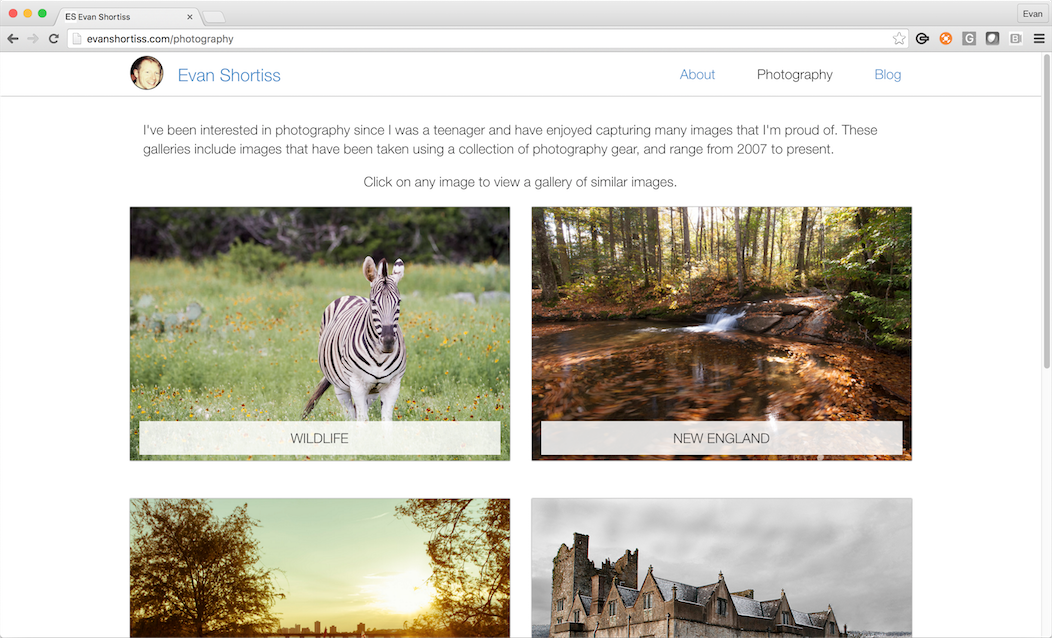 ES Evan Shortiss
Evan
evanshortiss.com/photography
Evan Shortiss
About
Photography
Blog
I've been interested in photography since I was a teenager and have enjoyed capturing many images that I'm proud of. These
galleries include images that have been taken using a collection of photography gear, and range from 2007 to present.
Click on any image to view a gallery of similar images.
WILDLIFE
NEW ENGLAND